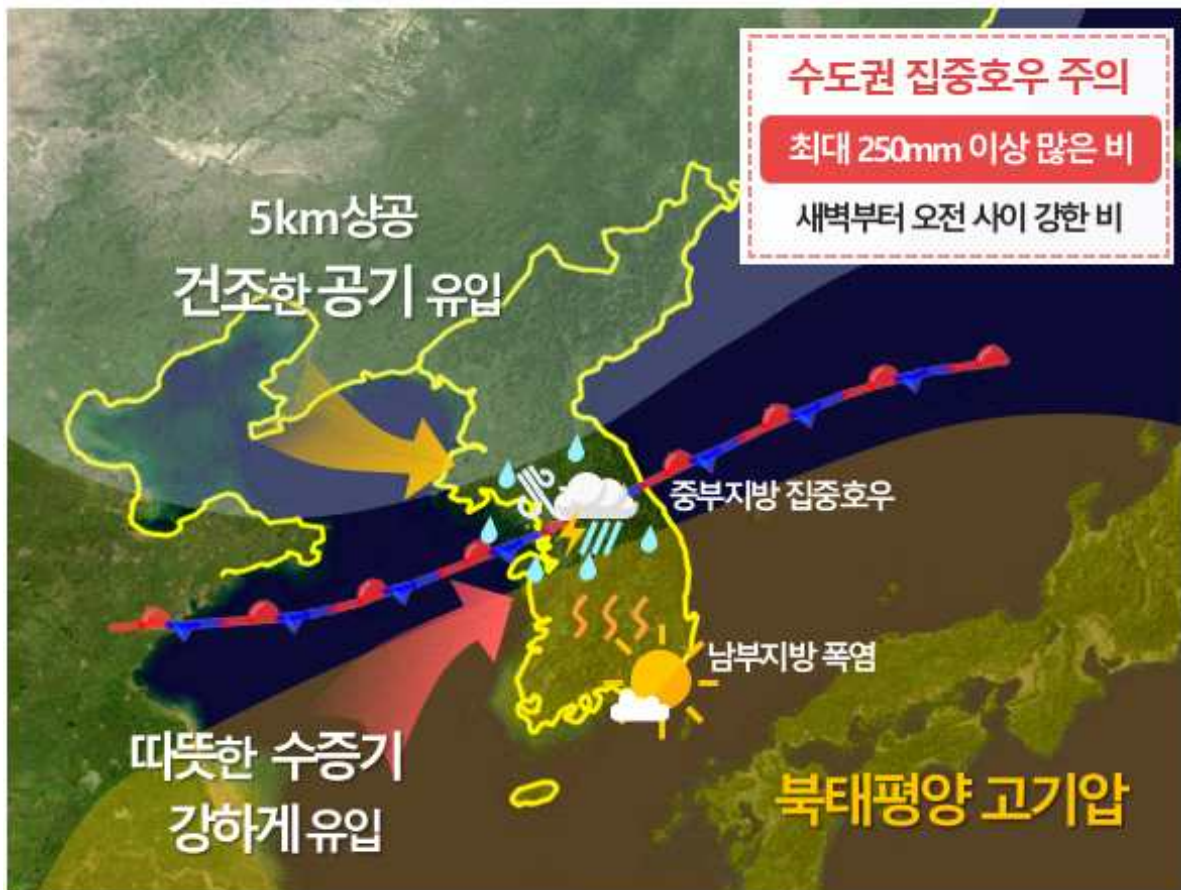 수도권 집중호우 주의
최대 250mm 이상 많은 비
새벽부터 오전 사이 강한 비
5km상공
건조한 공기 유입
중부지방 집중호우
남부지방 폭염
따뜻한 수증기
강하게 유입
북태평양 고기압